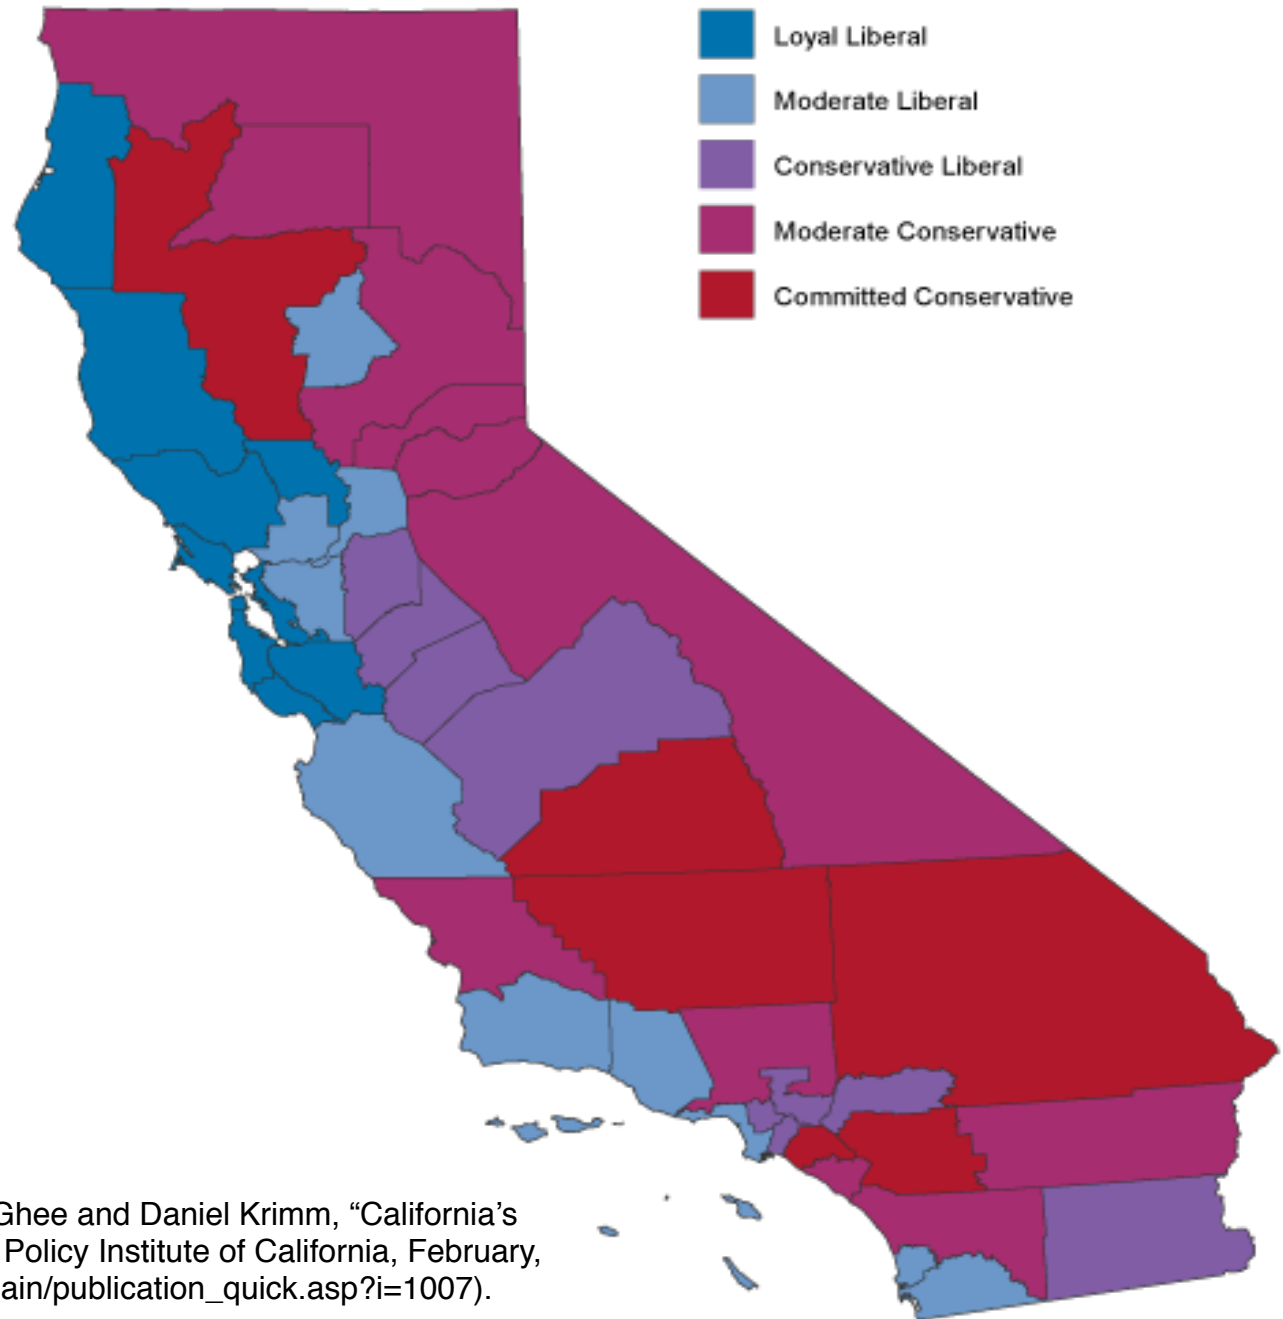 Loyal Liberal
Moderate Liberal
Conservative Liberal
Moderate Conservative
Committed Conservative
Ghee and Daniel Krimm, “California’s
Policy Institute of California, February,
ain/publication_quick.asp?i=1007).